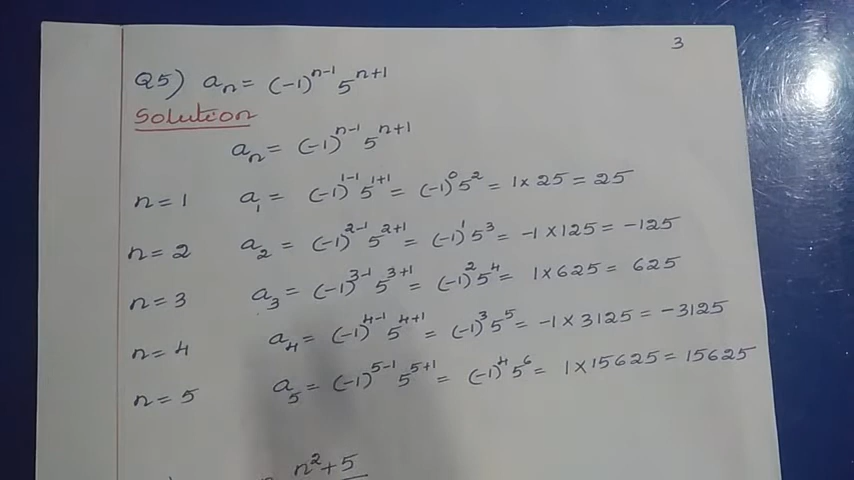 3
Q5) aₙ = (-1)ⁿ⁻¹ 5ⁿ⁺¹
Solution
aₙ = (-1)ⁿ⁻¹ 5ⁿ⁺¹
n = 1 a₁ = (-1)¹⁻¹ 5¹⁺¹ = (-1)⁰ 5² = 1 × 25 = 25
n = 2 a₂ = (-1)²⁻¹ 5²⁺¹ = (-1)¹ 5³ = -1 × 125 = -125
n = 3 a₃ = (-1)³⁻¹ 5³⁺¹ = (-1)² 5⁴ = 1 × 625 = 625
n = 4 a₄ = (-1)⁴⁻¹ 5⁴⁺¹ = (-1)³ 5⁵ = -1 × 3125 = -3125
n = 5 a₅ = (-1)⁵⁻¹ 5⁵⁺¹ = (-1)⁴ 5⁶ = 1 × 15625 = 15625
n² + 5